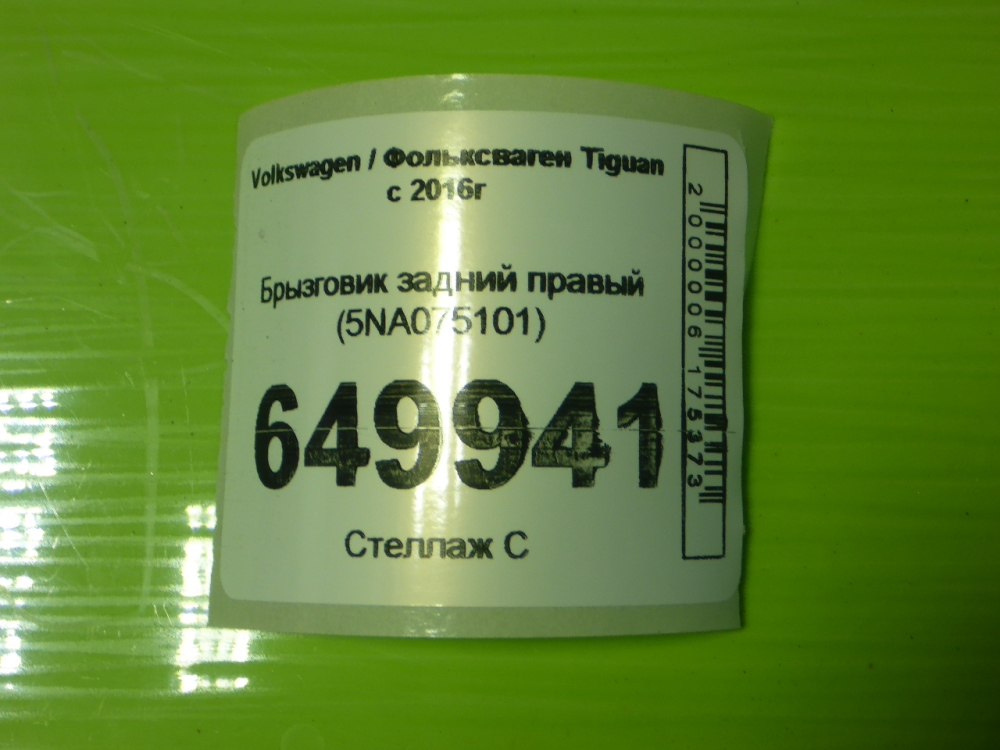 Volkswagen / Фольксваген Tiguan
с 2016г
Брызговик задний правый
(5NA075101)
649941
Стеллаж С
2000006175373